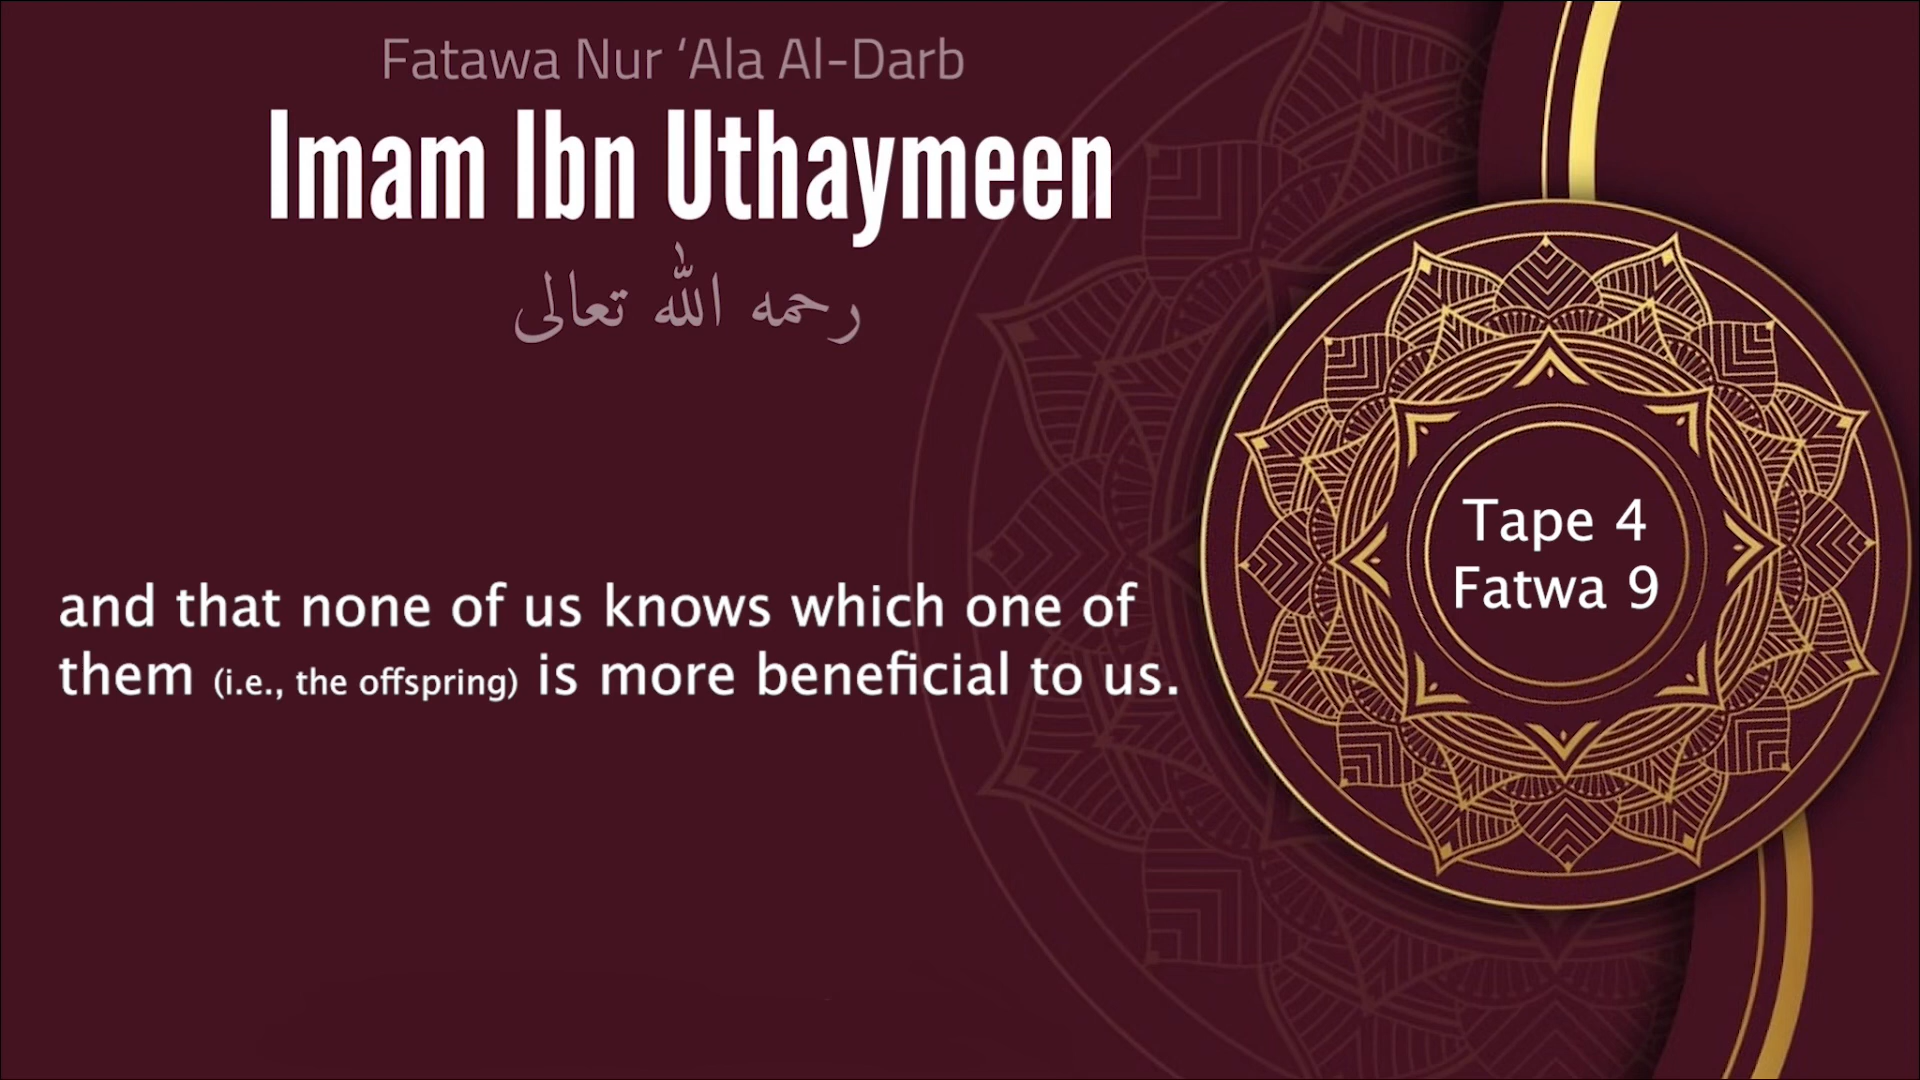 Fatawa Nur ‘Ala Al-Darb
Imam Ibn Uthaymeen
رحمه الله تعالى
and that none of us knows which one of
them (i.e., the offspring) is more beneficial to us.
Tape 4
Fatwa 9